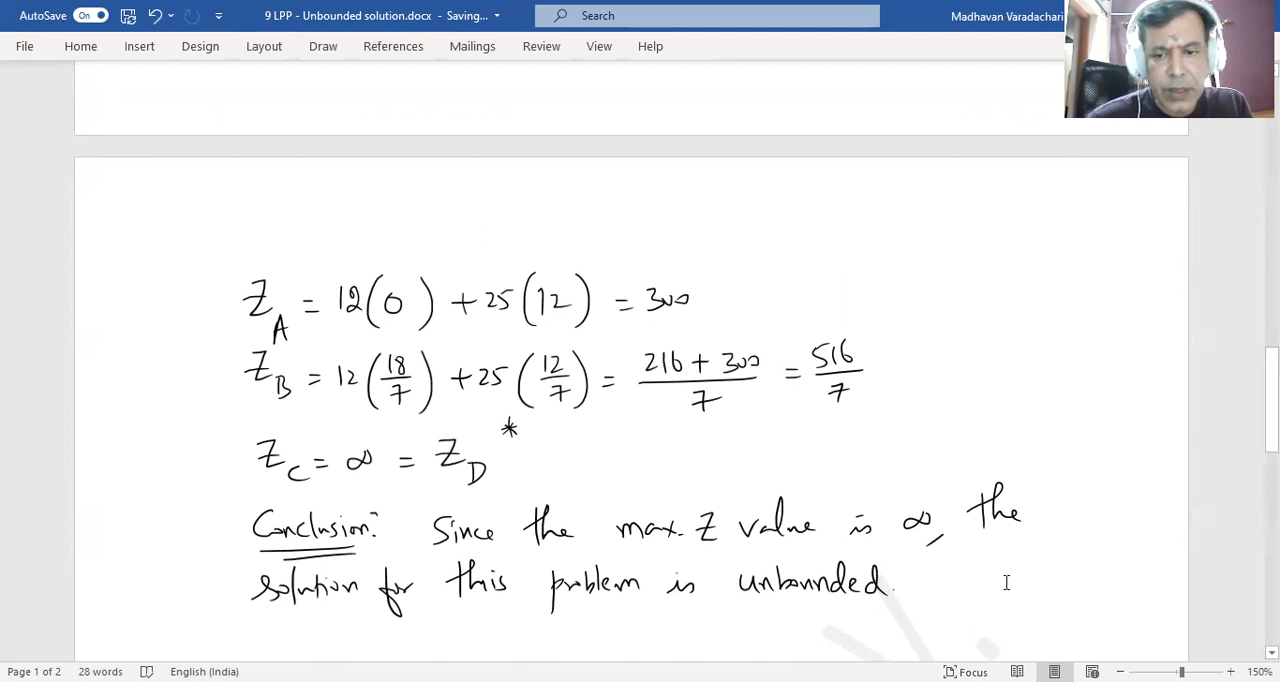 AutoSave On 9 LPP - Unbounded solution.docx - Saving... Search Madhavan Varadachari
File Home Insert Design Layout Draw References Mailings Review View Help
Z_A = 12(0) + 25(12) = 300
Z_B = 12(18/7) + 25(12/7) = (216 + 300)/7 = 516/7
Z_C = ∞ = Z_D *
Conclusion: Since the max. Z value is ∞, the
solution for this problem is unbounded.
Page 1 of 2 28 words English (India) Focus 150%